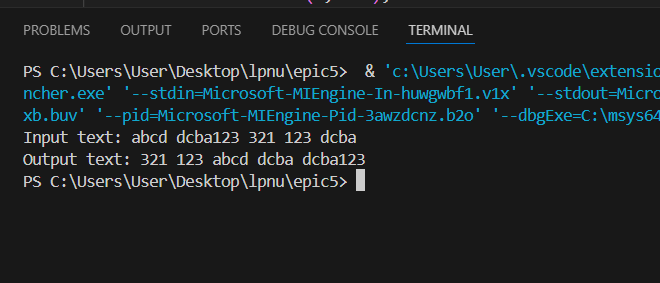 PROBLEMS OUTPUT PORTS DEBUG CONSOLE TERMINAL
PS C:\Users\User\Desktop\lpnu\epic5>  & 'c:\Users\User\.vscode\extensio
ncher.exe' '--stdin=Microsoft-MIEngine-In-huwgwbf1.v1x' '--stdout=Micro
xb.buv' '--pid=Microsoft-MIEngine-Pid-3awzdcnz.b2o' '--dbgExe=C:\msys64
Input text: abcd dcba123 321 123 dcba
Output text: 321 123 abcd dcba dcba123
PS C:\Users\User\Desktop\lpnu\epic5>